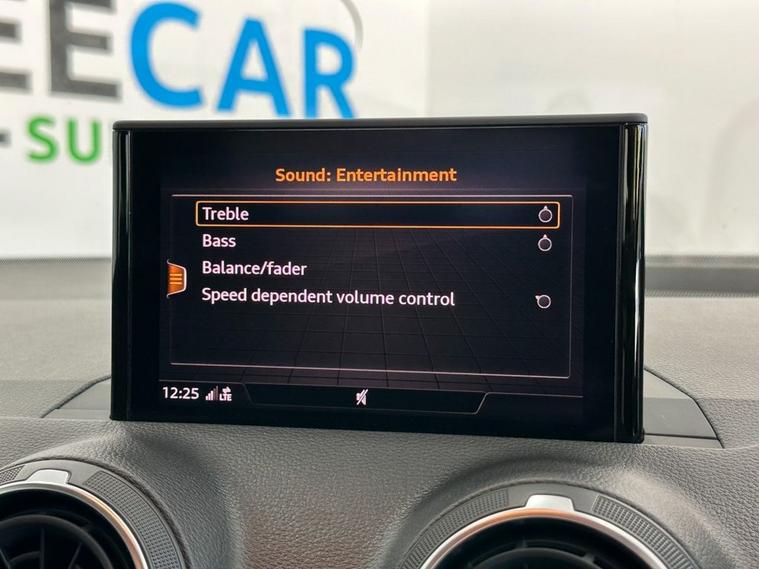 EECAR
SU
Sound: Entertainment
Treble
Bass
Balance/fader
Speed dependent volume control
12:25 LTE